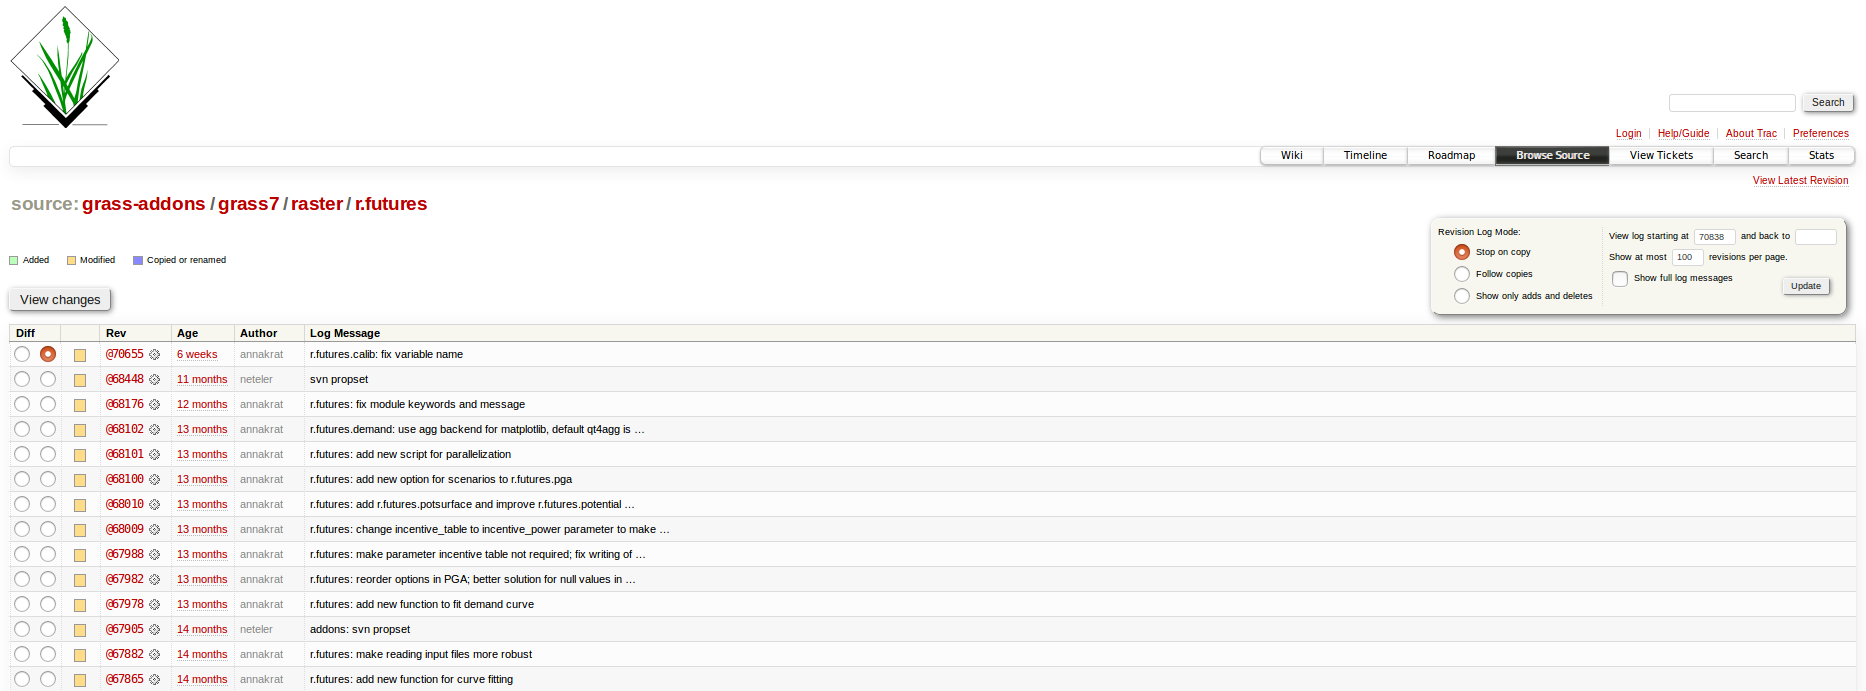 Search
Login Help/Guide About Trac Preferences
Wiki Timeline Roadmap Browse Source View Tickets Search Stats
View Latest Revision
source: grass-addons / grass7 / raster / r.futures
Revision Log Mode:
Stop on copy
Follow copies
Show only adds and deletes
View log starting at 70838 and back to
Show at most 100 revisions per page.
Show full log messages
Update
Added Modified Copied or renamed
View changes
Diff Rev Age Author Log Message
@70655 6 weeks annakrat r.futures.calib: fix variable name
@68448 11 months neteler svn propset
@68176 12 months annakrat r.futures: fix module keywords and message
@68102 13 months annakrat r.futures.demand: use agg backend for matplotlib, default qt4agg is …
@68101 13 months annakrat r.futures: add new script for parallelization
@68100 13 months annakrat r.futures: add new option for scenarios to r.futures.pga
@68010 13 months annakrat r.futures: add r.futures.potsurface and improve r.futures.potential …
@68009 13 months annakrat r.futures: change incentive_table to incentive_power parameter to make …
@67988 13 months annakrat r.futures: make parameter incentive table not required; fix writing of …
@67982 13 months annakrat r.futures: reorder options in PGA; better solution for null values in …
@67978 13 months annakrat r.futures: add new function to fit demand curve
@67905 14 months neteler addons: svn propset
@67882 14 months annakrat r.futures: make reading input files more robust
@67865 14 months annakrat r.futures: add new function for curve fitting